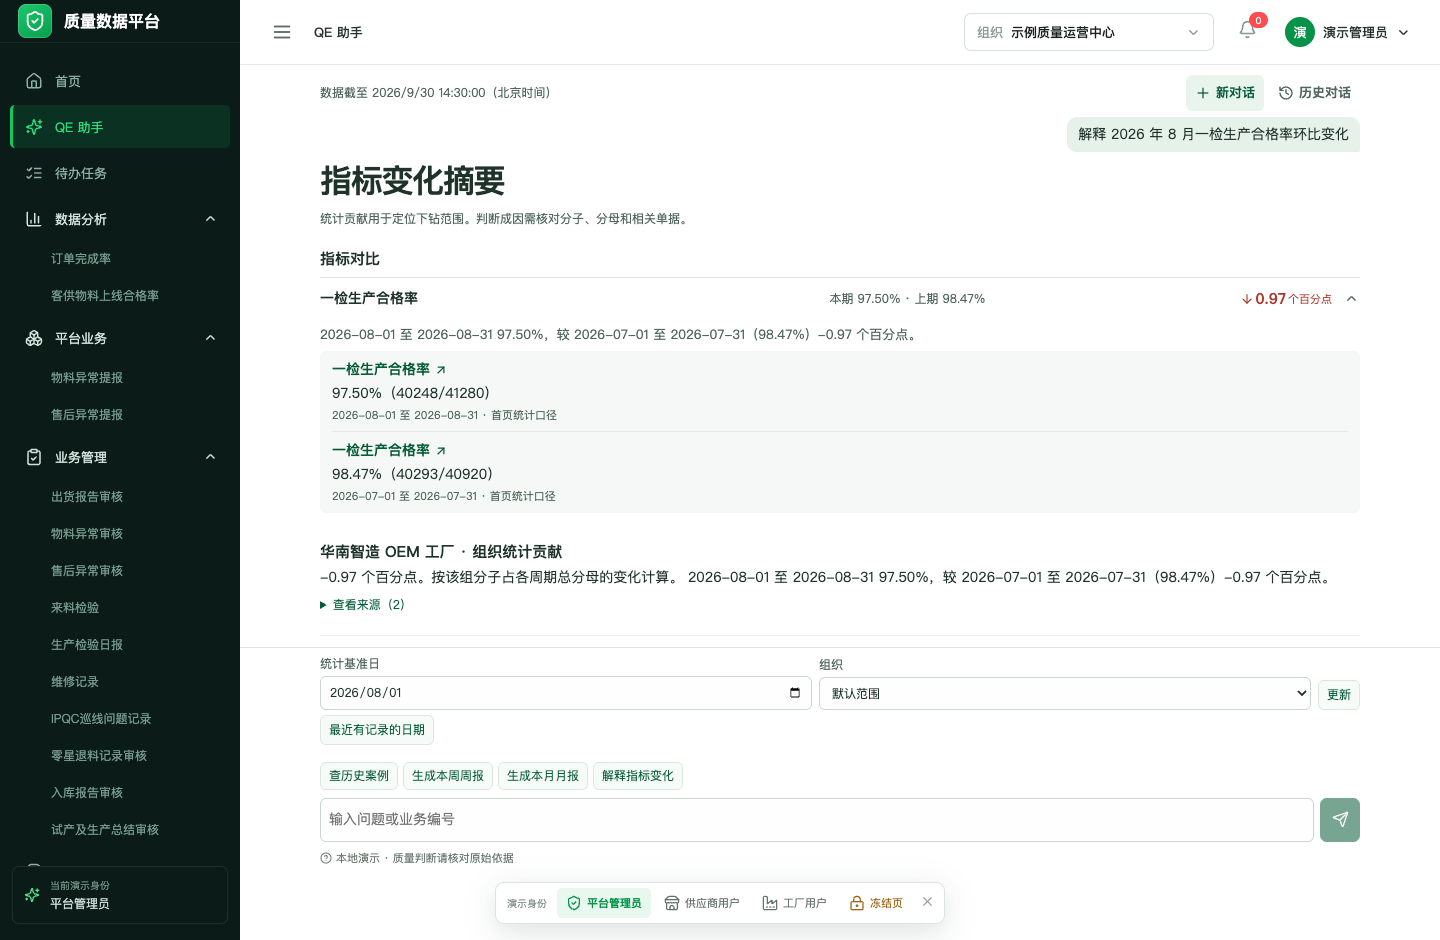 质量数据平台
首页
QE 助手
待办任务
数据分析
订单完成率
客供物料上线合格率
平台业务
物料异常提报
售后异常提报
业务管理
出货报告审核
物料异常审核
售后异常审核
来料检验
生产检验日报
维修记录
IPQC巡线问题记录
零星退料记录审核
入库报告审核
试产及生产总结审核
当前演示身份
平台管理员
QE 助手
组织 示例质量运营中心
0
演 演示管理员
数据截至 2026/9/30 14:30:00（北京时间）
新对话 历史对话
解释 2026 年 8 月一检生产合格率环比变化
指标变化摘要
统计贡献用于定位下钻范围。判断成因需核对分子、分母和相关单据。
指标对比
一检生产合格率 本期 97.50% · 上期 98.47% ↓ 0.97 个百分点
2026-08-01 至 2026-08-31 97.50%，较 2026-07-01 至 2026-07-31（98.47%）-0.97 个百分点。
一检生产合格率
97.50%（40248/41280）
2026-08-01 至 2026-08-31 · 首页统计口径
一检生产合格率
98.47%（40293/40920）
2026-07-01 至 2026-07-31 · 首页统计口径
华南智造 OEM 工厂 · 组织统计贡献
-0.97 个百分点。按该组分子占各周期总分母的变化计算。 2026-08-01 至 2026-08-31 97.50%，较 2026-07-01 至 2026-07-31（98.47%）-0.97 个百分点。
查看来源（2）
统计基准日 组织
2026/08/01 默认范围 更新
最近有记录的日期
查历史案例 生成本周周报 生成本月月报 解释指标变化
输入问题或业务编号
本地演示 · 质量判断请核对原始依据
演示身份 平台管理员 供应商用户 工厂用户 冻结页